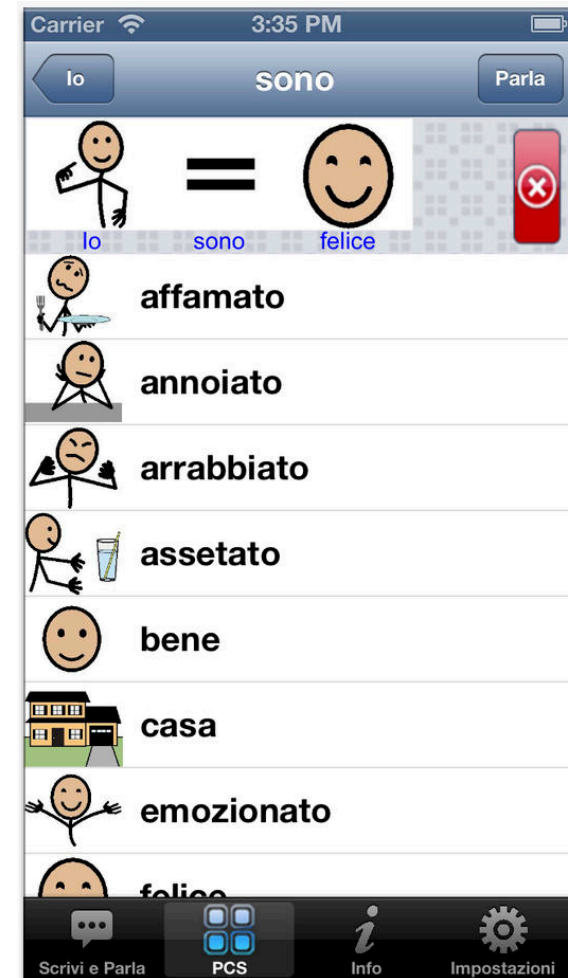 Carrier 3:35 PM
Io sono Parla
Io sono felice
affamato
annoiato
arrabbiato
assetato
bene
casa
emozionato
felice
Scrivi e Parla PCS Info Impostazioni